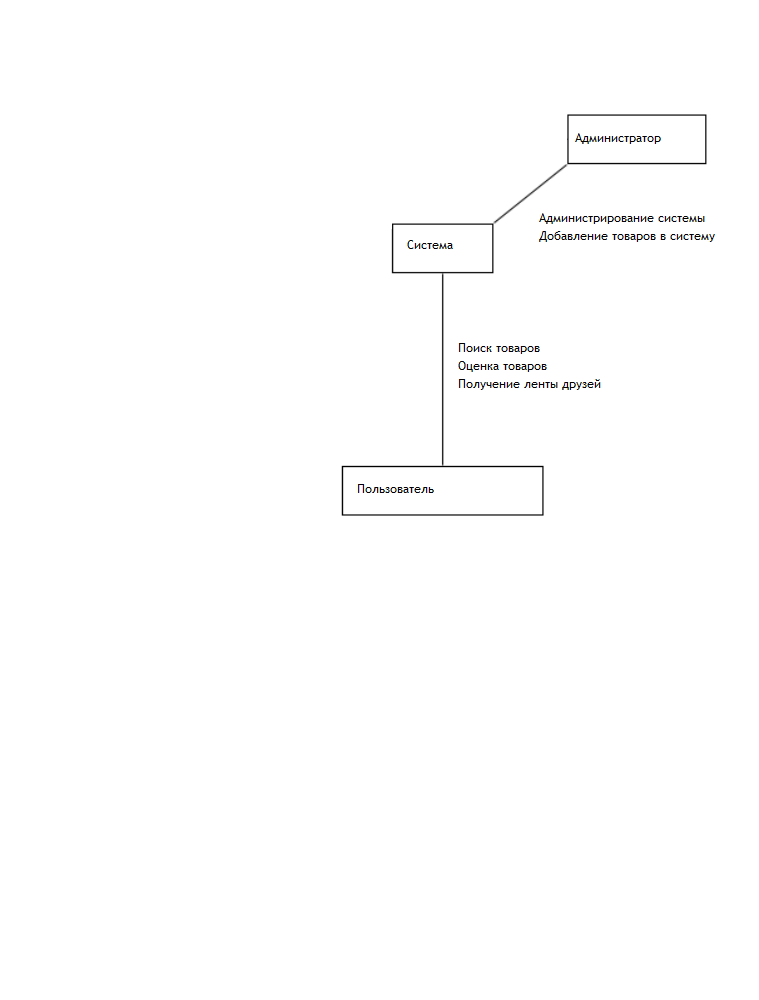 Администратор
Администрирование системы
Добавление товаров в систему
Система
Поиск товаров
Оценка товаров
Получение ленты друзей
Пользователь